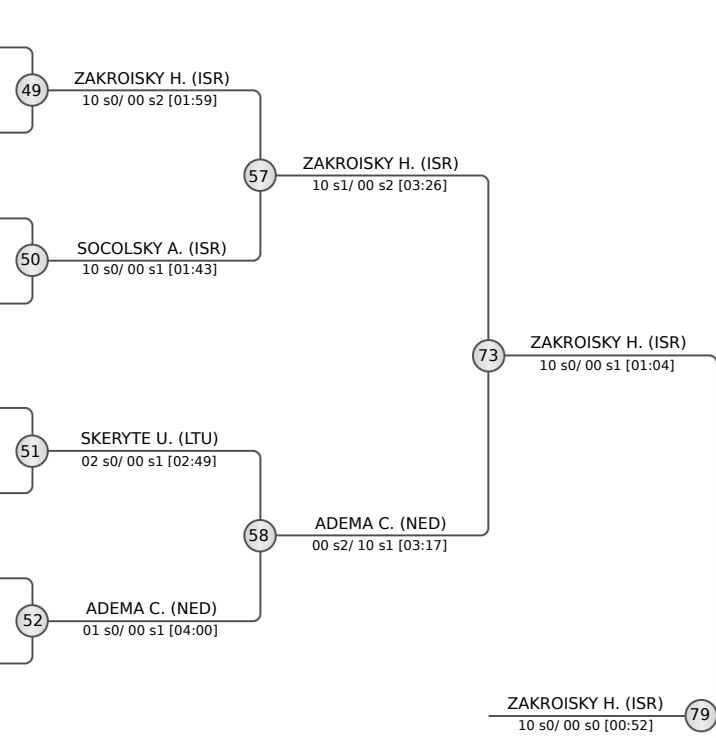 49
ZAKROISKY H. (ISR)
10 s0/ 00 s2 [01:59]
57
ZAKROISKY H. (ISR)
10 s1/ 00 s2 [03:26]
50
SOCOLSKY A. (ISR)
10 s0/ 00 s1 [01:43]
73
ZAKROISKY H. (ISR)
10 s0/ 00 s1 [01:04]
51
SKERYTE U. (LTU)
02 s0/ 00 s1 [02:49]
58
ADEMA C. (NED)
00 s2/ 10 s1 [03:17]
52
ADEMA C. (NED)
01 s0/ 00 s1 [04:00]
ZAKROISKY H. (ISR)
10 s0/ 00 s0 [00:52]
79